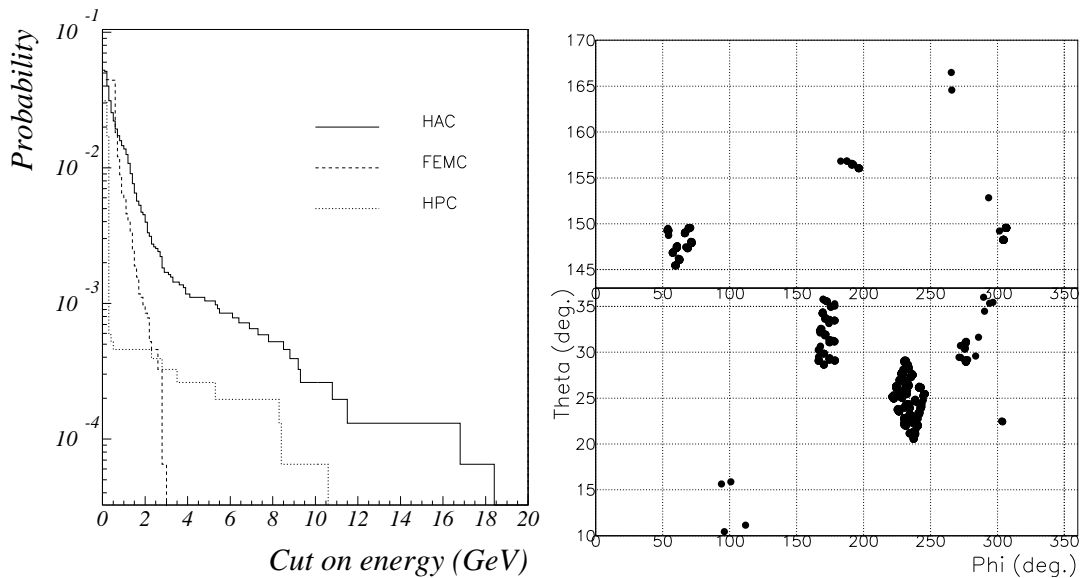 Probability
10 -1
10 -2
10 -3
10 -4
HAC
FEMC
HPC
0 2 4 6 8 10 12 14 16 18 20
Cut on energy (GeV)
170
165
160
155
150
145
0 50 100 150 200 250 300 350
35
30
25
20
15
10
0 50 100 150 200 250 300 350
Theta (deg.)
Phi (deg.)